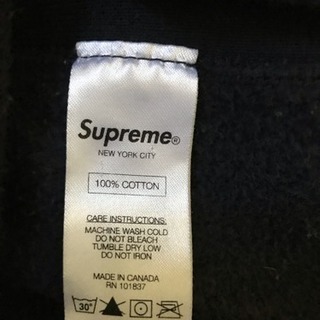 Supreme®
NEW YORK CITY
100% COTTON
CARE INSTRUCTIONS:
MACHINE WASH COLD
DO NOT BLEACH
TUMBLE DRY LOW
DO NOT IRON
MADE IN CANADA
RN 101837
30°